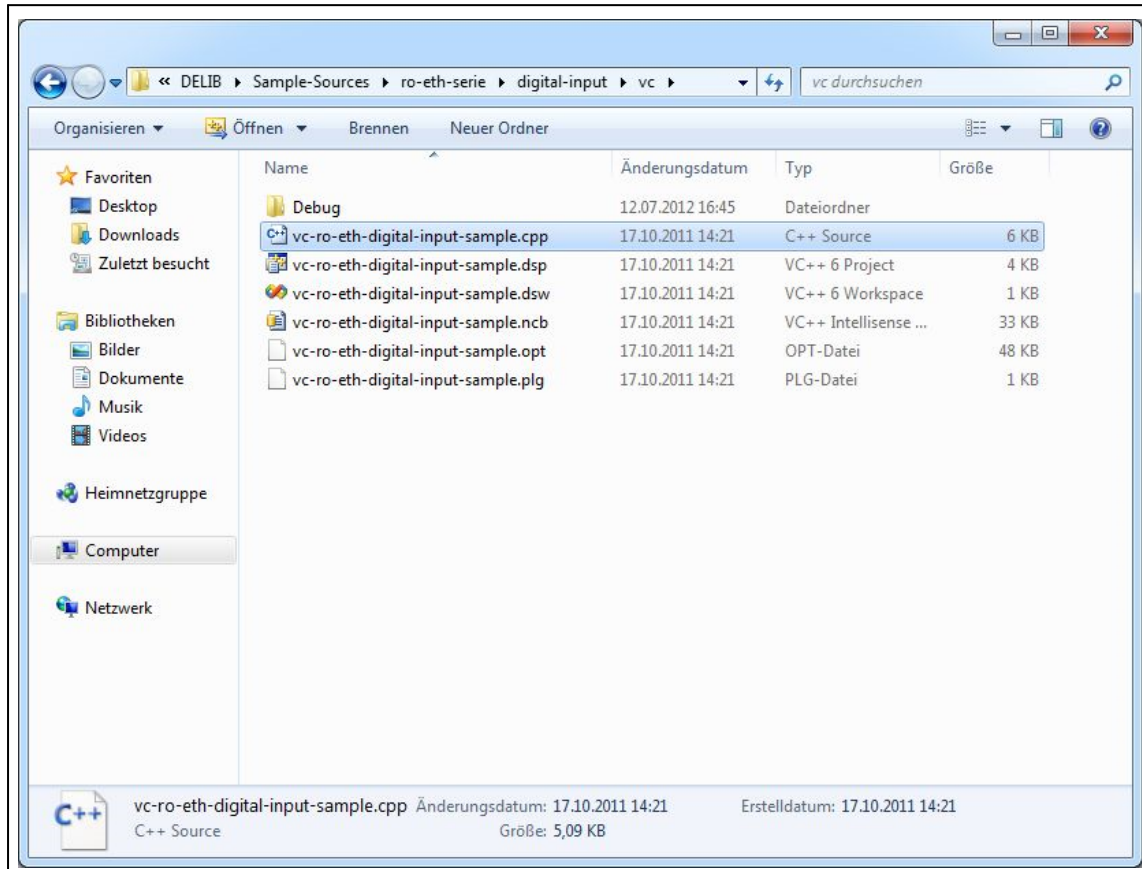 « DELIB ▸ Sample-Sources ▸ ro-eth-serie ▸ digital-input ▸ vc ▸ vc durchsuchen
Organisieren Öffnen Brennen Neuer Ordner
Name Änderungsdatum Typ Größe
Favoriten
Desktop
Downloads
Zuletzt besucht
Bibliotheken
Bilder
Dokumente
Musik
Videos
Heimnetzgruppe
Computer
Netzwerk
Debug 12.07.2012 16:45 Dateiordner
vc-ro-eth-digital-input-sample.cpp 17.10.2011 14:21 C++ Source 6 KB
vc-ro-eth-digital-input-sample.dsp 17.10.2011 14:21 VC++ 6 Project 4 KB
vc-ro-eth-digital-input-sample.dsw 17.10.2011 14:21 VC++ 6 Workspace 1 KB
vc-ro-eth-digital-input-sample.ncb 17.10.2011 14:21 VC++ Intellisense ... 33 KB
vc-ro-eth-digital-input-sample.opt 17.10.2011 14:21 OPT-Datei 48 KB
vc-ro-eth-digital-input-sample.plg 17.10.2011 14:21 PLG-Datei 1 KB
C++
vc-ro-eth-digital-input-sample.cpp Änderungsdatum: 17.10.2011 14:21 Erstelldatum: 17.10.2011 14:21
C++ Source Größe: 5,09 KB